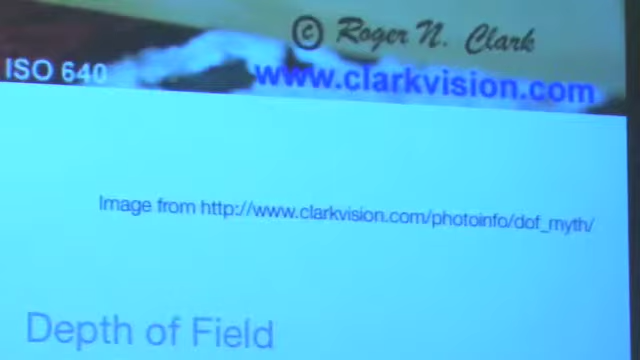 © Roger N. Clark
ISO 640
www.clarkvision.com
Image from http://www.clarkvision.com/photoinfo/dof_myth/
Depth of Field